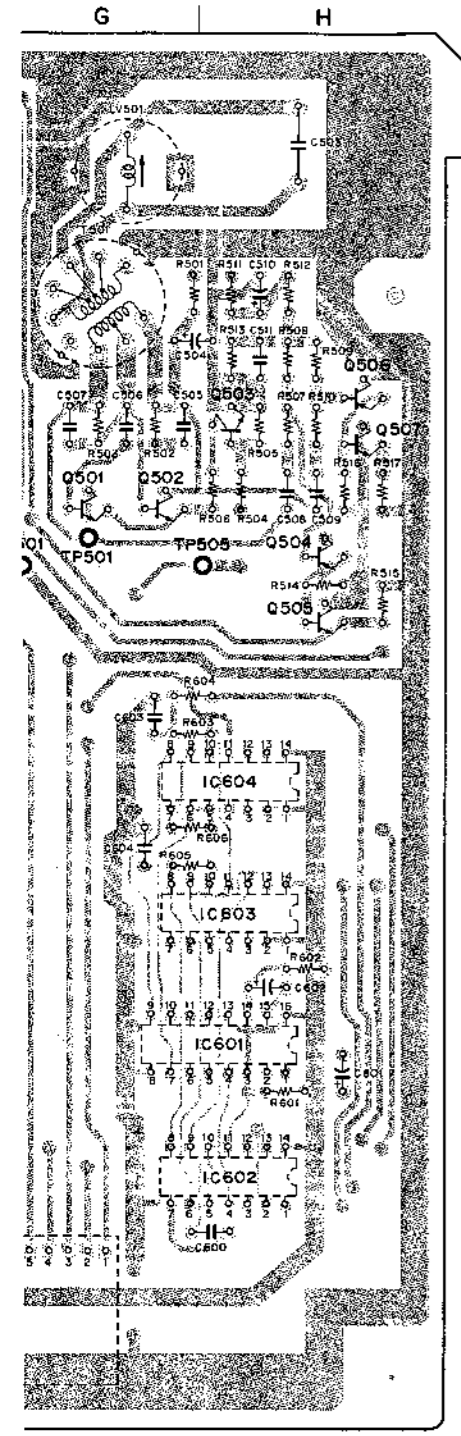 G H
C503
R501 R511 C510 R512
R513 C511 R508
C504 R509
Q506
C507 C506 C505 Q503 R507 R510
Q507
R503 R502 R505 R516 R517
Q501 Q502
R506 R504 C508 C509
TP501 TP505 Q504
R514 R515
Q505
R604
C603 R603
8 9 10 11 12 13 14
IC604
7 6 5 4 3 2 1
R606
C604
R605
8 9 10 11 12 13 14
IC603
7 6 5 4 3 2 1
R602
C602
9 10 11 12 13 14 15 16
IC601
8 7 6 5 4 3 2 1
R601
8 9 10 11 12 13 14
IC602
7 6 5 4 3 2 1
C600
5 4 3 2 1